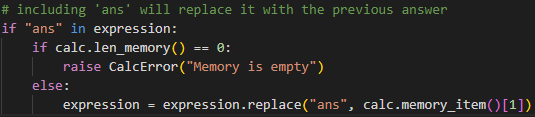 # including 'ans' will replace it with the previous answer
if "ans" in expression:
    if calc.len_memory() == 0:
        raise CalcError("Memory is empty")
    else:
        expression = expression.replace("ans", calc.memory_item()[1])